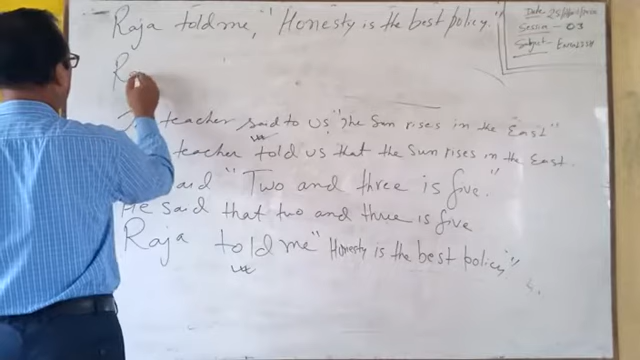 Raja told me, "Honesty is the best policy."
Date
Session - 03
Subject - English
Ra
teacher said to us "The Sun rises in the East"
teacher told us that the Sun rises in the East.
said "Two and three is five."
He said that two and three is five
Raja told me "Honesty is the best policy"